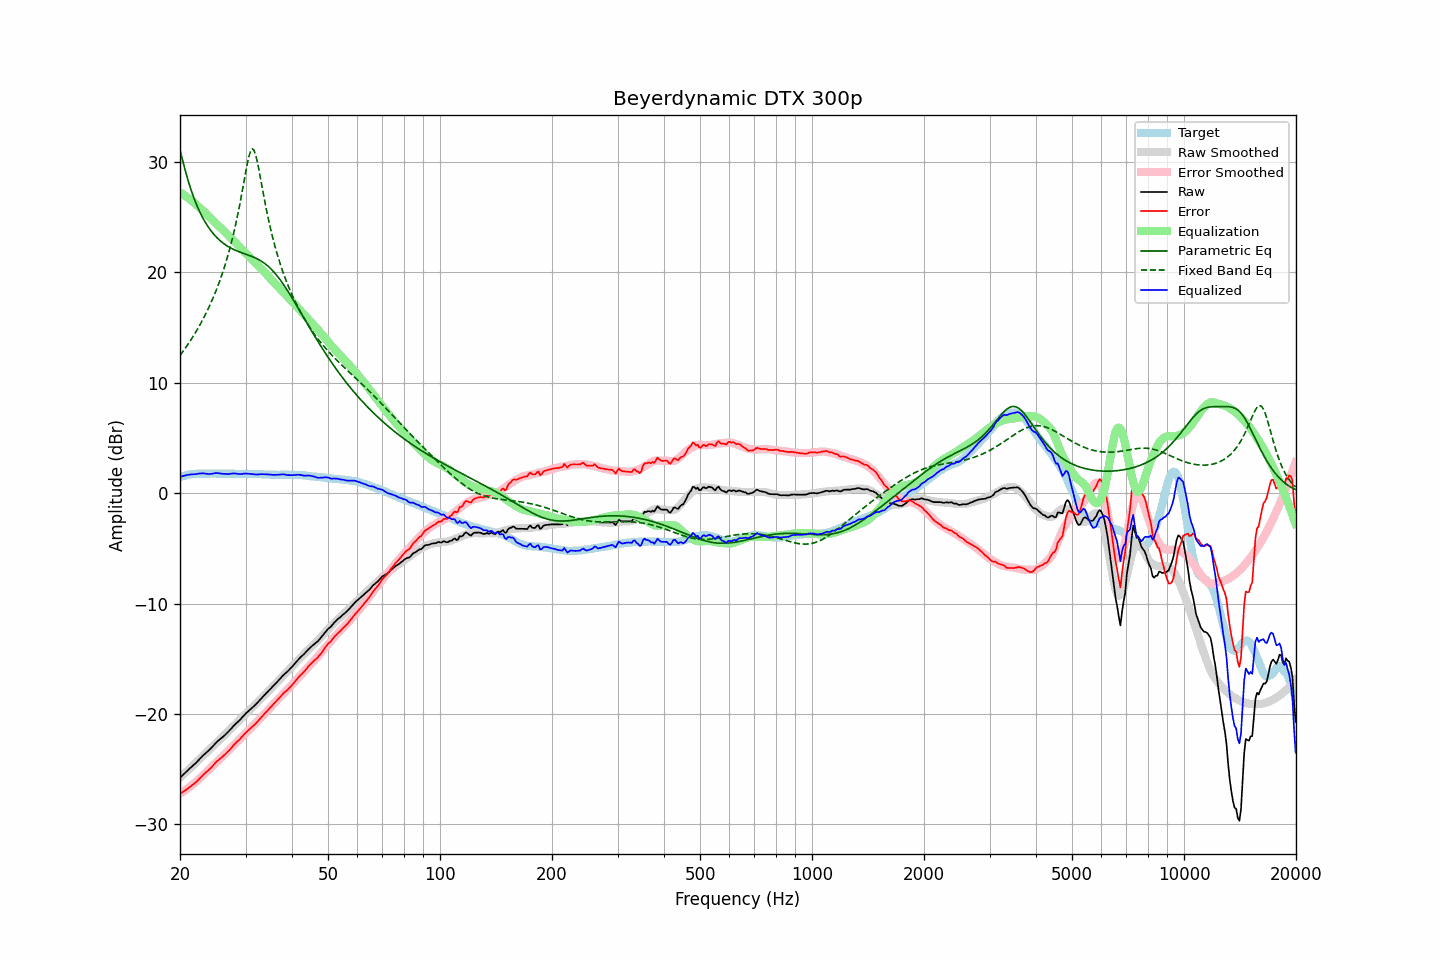 Beyerdynamic DTX 300p
Target
Raw Smoothed
Error Smoothed
Raw
Error
Equalization
Parametric Eq
Fixed Band Eq
Equalized
Amplitude (dBr)
30
20
10
0
−10
−20
−30
20 50 100 200 500 1000 2000 5000 10000 20000
Frequency (Hz)